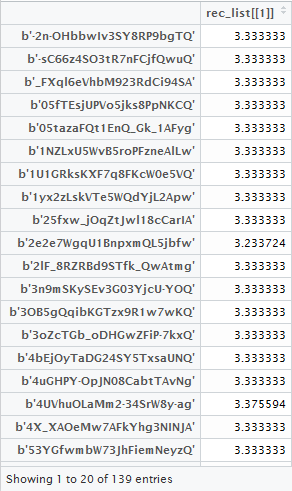 rec_list[[1]]
b'-2n-OHbbwIv3SY8RP9bgTQ' 3.333333
b'-sC66z4SO3tR7nFCjfQwuQ' 3.333333
b'_FXql6eVhbM923RdCi94SA' 3.333333
b'05fTEsjUPVo5jks8PpNKCQ' 3.333333
b'05tazaFQt1EnQ_Gk_1AFyg' 3.333333
b'1NZLxU5WvB5roPFzneAlLw' 3.333333
b'1U1GRksKXF7q8FKcW0e5VQ' 3.333333
b'1yx2zLskVTe5WQdYjL2Apw' 3.333333
b'25fxw_jOqZtJwl18cCarIA' 3.333333
b'2e2e7WgqU1BnpxmQL5jbfw' 3.233724
b'2lF_8RZRBd9STfk_QwAtmg' 3.333333
b'3n9mSKySEv3G03YjcU-YOQ' 3.333333
b'3OB5gQqibKGTzx9R1w7wKQ' 3.333333
b'3oZcTGb_oDHGwZFiP-7kxQ' 3.333333
b'4bEjOyTaDG24SY5TxsaUNQ' 3.333333
b'4uGHPY-OpJN08CabtTAvNg' 3.333333
b'4UVhuOLaMm2-34SrW8y-ag' 3.375594
b'4X_XAOeMw7AFkYhg3NINJA' 3.333333
b'53YGfwmbW73JhFiemNeyzQ' 3.333333
Showing 1 to 20 of 139 entries